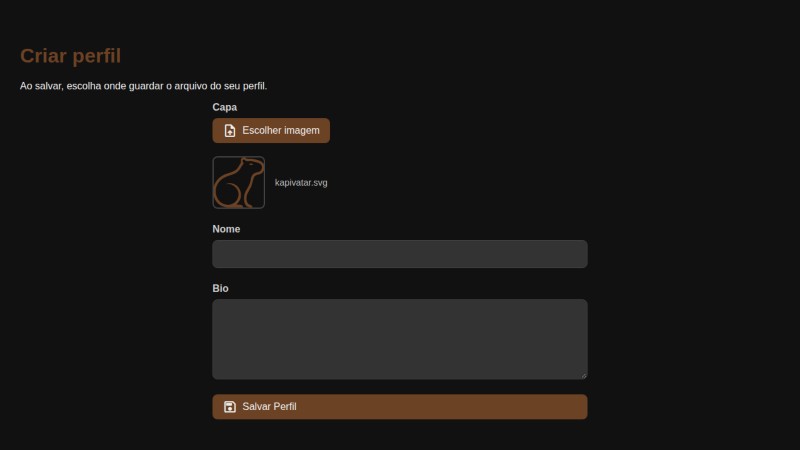 Criar perfil
Ao salvar, escolha onde guardar o arquivo do seu perfil.
Capa
Escolher imagem
kapivatar.svg
Nome
Bio
Salvar Perfil